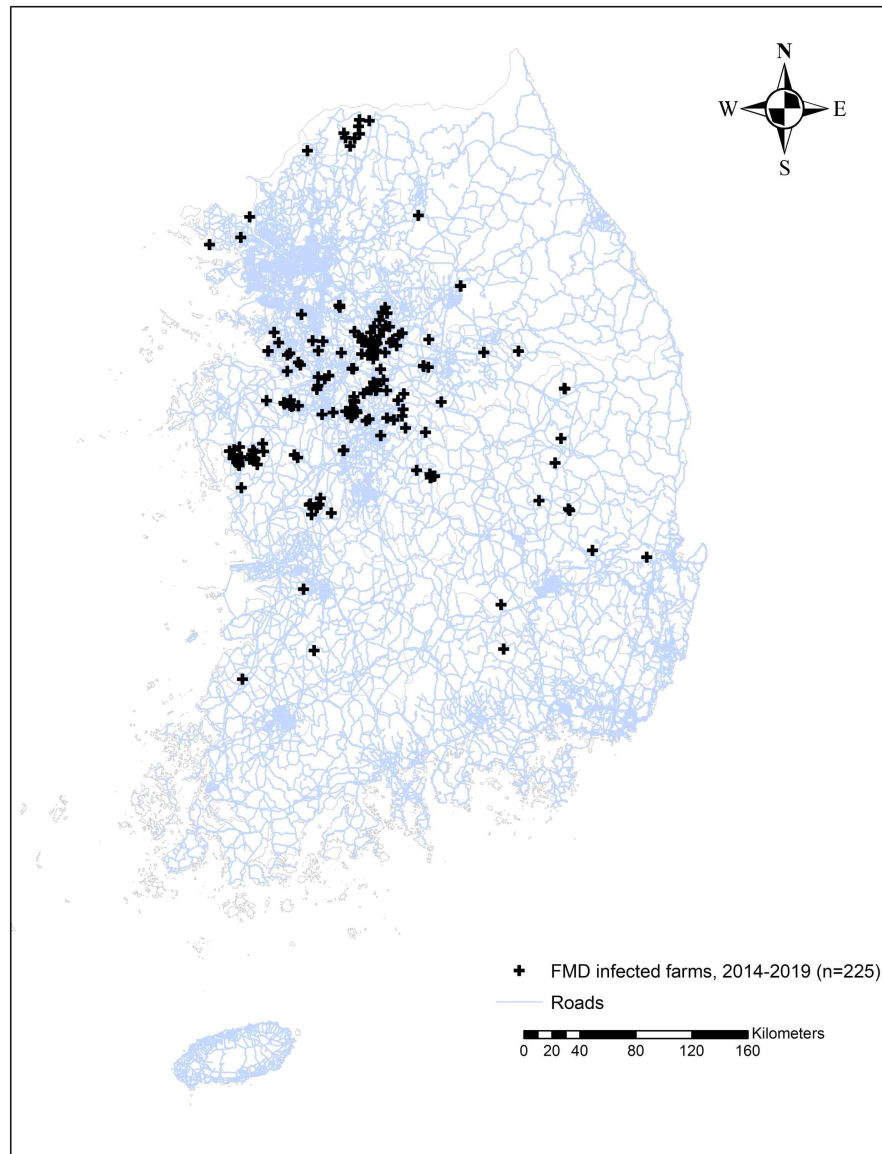 N
W E
S
FMD infected farms, 2014-2019 (n=225)
Roads
Kilometers
0 20 40 80 120 160